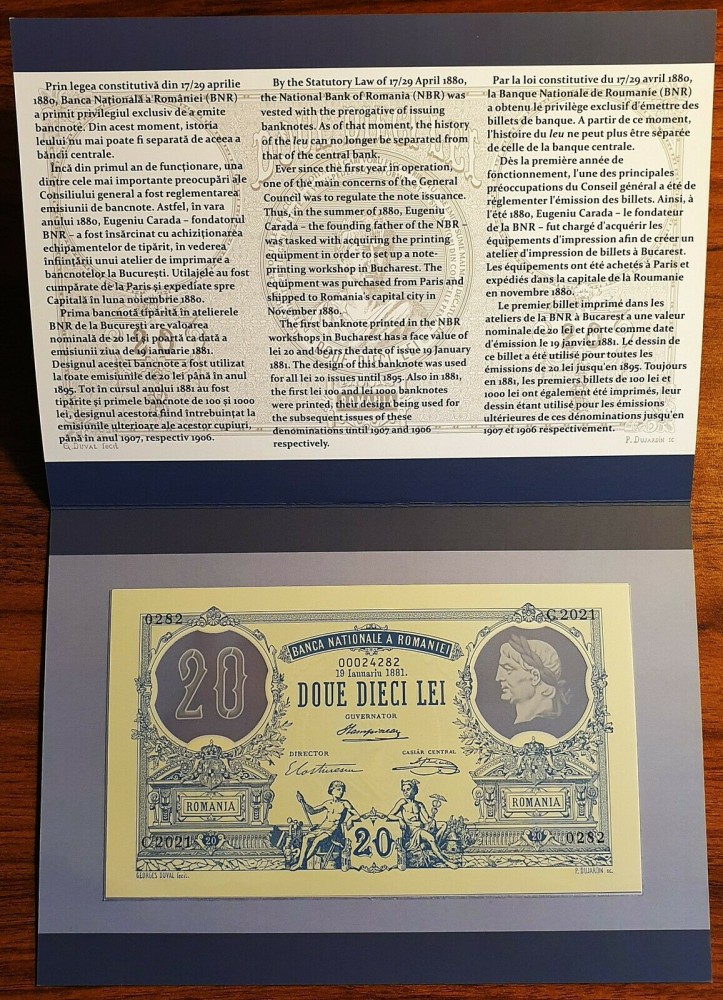 Prin legea constitutivă din 17/29 aprilie
1880, Banca Naţională a României (BNR)
a primit privilegiul exclusiv de a emite
bancnote. Din acest moment, istoria
leului nu mai poate fi separată de aceea a
băncii centrale.
Încă din primul an de funcţionare, una
dintre cele mai importante preocupări ale
Consiliului general a fost reglementarea
emisiunii de bancnote. Astfel, în vara
anului 1880, Eugeniu Carada – fondatorul
BNR – a fost însărcinat cu achiziţionarea
echipamentelor de tipărit, în vederea
înfiinţării unui atelier de imprimare a
bancnotelor la Bucureşti. Utilajele au fost
cumpărate de la Paris şi expediate spre
Capitală în luna noiembrie 1880.
Prima bancnotă tipărită în atelierele
BNR de la Bucureşti are valoarea
nominală de 20 lei şi poartă ca dată a
emisiunii ziua de 19 ianuarie 1881.
Designul acestei bancnote a fost utilizat
la toate emisiunile de 20 lei până în anul
1895. Tot în cursul anului 1881 au fost
tipărite şi primele bancnote de 100 şi 1000
lei, designul acestora fiind întrebuinţat la
emisiunile ulterioare ale acestor cupiuri,
până în anul 1907, respectiv 1906.
G. DUVAL fecit
By the Statutory Law of 17/29 April 1880,
the National Bank of Romania (NBR) was
vested with the prerogative of issuing
banknotes. As of that moment, the history
of the leu can no longer be separated from
that of the central bank.
Ever since the first year in operation,
one of the main concerns of the General
Council was to regulate the note issuance.
Thus, in the summer of 1880, Eugeniu
Carada – the founding father of the NBR –
was tasked with acquiring the printing
equipment in order to set up a note-
printing workshop in Bucharest. The
equipment was purchased from Paris and
shipped to Romania's capital city in
November 1880.
The first banknote printed in the NBR
workshops in Bucharest has a face value of
lei 20 and bears the date of issue 19 January
1881. The design of this banknote was used
for all lei 20 issues until 1895. Also in 1881,
the first lei 100 and lei 1000 banknotes
were printed, their design being used for
the subsequent issues of these
denominations until 1907 and 1906
respectively.
Par la loi constitutive du 17/29 avril 1880,
la Banque Nationale de Roumanie (BNR)
a obtenu le privilège exclusif d'émettre des
billets de banque. A partir de ce moment,
l'histoire du leu ne peut plus être séparée
de celle de la banque centrale.
Dès la première année de
fonctionnement, l'une des principales
préoccupations du Conseil général a été de
règlementer l'émission des billets. Ainsi, à
l'été 1880, Eugeniu Carada – le fondateur
de la BNR – fut chargé d'acquérir les
équipements d'impression afin de créer un
atelier d'impression de billets à Bucarest.
Les équipements ont été achetés à Paris et
expédiés dans la capitale de la Roumanie
en novembre 1880.
Le premier billet imprimé dans les
ateliers de la BNR à Bucarest a une valeur
nominale de 20 lei et porte comme date
d'émission le 19 janvier 1881. Le dessin de
ce billet a été utilisé pour toutes les
émissions de 20 lei jusqu'en 1895. Toujours
en 1881, les premiers billets de 100 lei et
1000 lei ont également été imprimés, leur
dessin étant utilisé pour les émissions
ultérieures de ces dénominations jusqu'en
1907 et 1906 respectivement.
P. DUJARDIN sc
0282
C.2021
BANCA NATIONALE A ROMANIEI
00024282
19 Ianuariu 1881.
20
DOUE DIECI LEI
GUVERNATOR
DIRECTOR
CASIAR CENTRAL
ROMANIA
ROMANIA
C.2021
20
20
20
0282
GEORGES DUVAL fecit.
P. DUJARDIN sc.